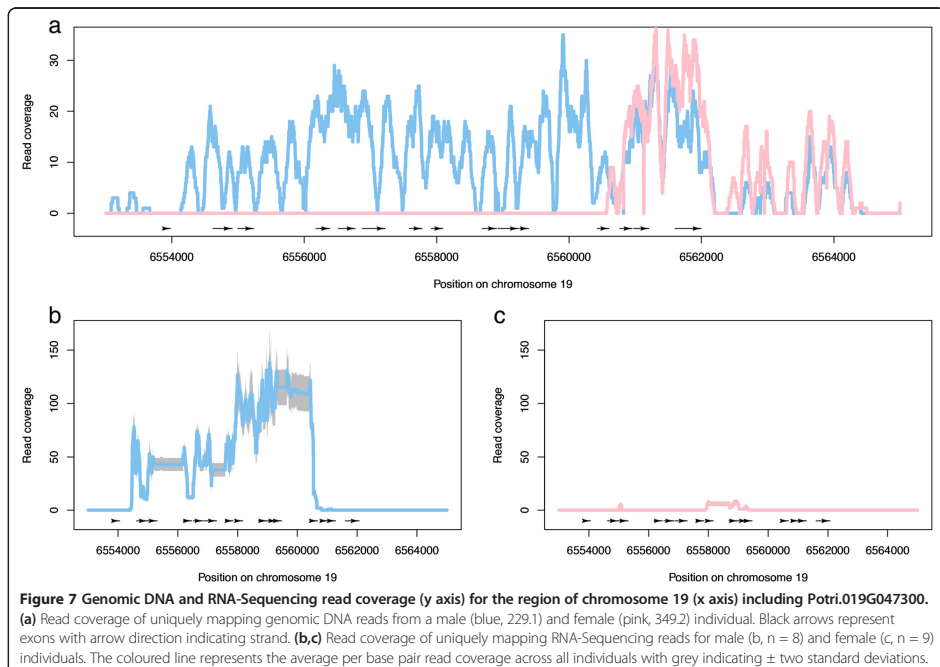 a
Read coverage
30
20
10
0
6554000 6556000 6558000 6560000 6562000 6564000
Position on chromosome 19
b
Read coverage
150
100
50
0
6554000 6556000 6558000 6560000 6562000 6564000
Position on chromosome 19
c
Read coverage
150
100
50
0
6554000 6556000 6558000 6560000 6562000 6564000
Position on chromosome 19
Figure 7 Genomic DNA and RNA-Sequencing read coverage (y axis) for the region of chromosome 19 (x axis) including Potri.019G047300.
(a) Read coverage of uniquely mapping genomic DNA reads from a male (blue, 229.1) and female (pink, 349.2) individual. Black arrows represent
exons with arrow direction indicating strand. (b,c) Read coverage of uniquely mapping RNA-Sequencing reads for male (b, n = 8) and female (c, n = 9)
individuals. The coloured line represents the average per base pair read coverage across all individuals with grey indicating ± two standard deviations.